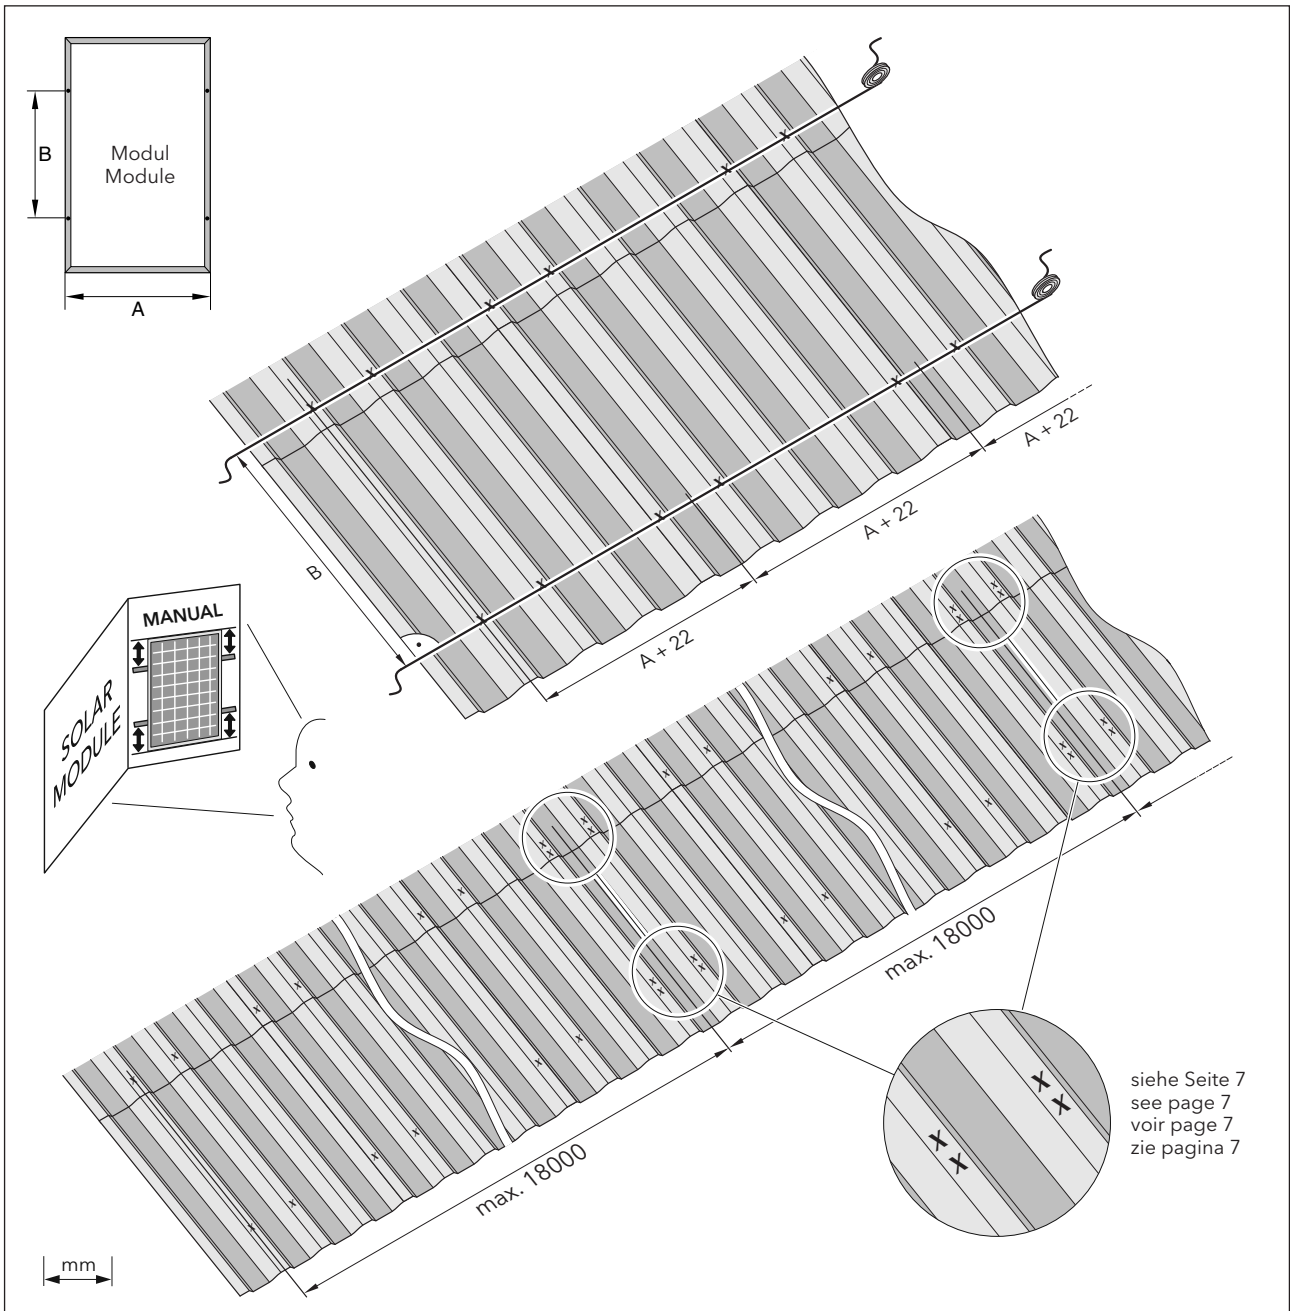 Modul
Module
B
A
B
A + 22
A + 22
A + 22
MANUAL
SOLAR
MODULE
max. 18000
max. 18000
siehe Seite 7
see page 7
voir page 7
zie pagina 7
mm